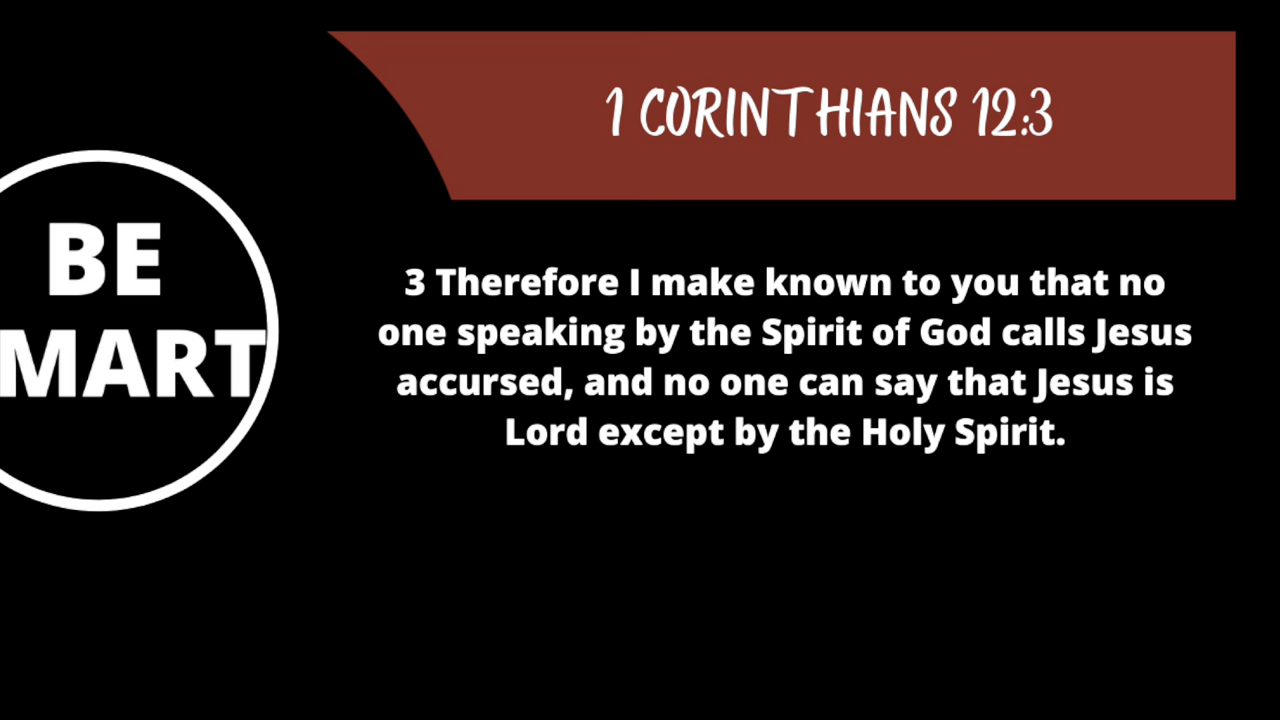 1 CORINTHIANS 12:3
BE
MART
3 Therefore I make known to you that no
one speaking by the Spirit of God calls Jesus
accursed, and no one can say that Jesus is
Lord except by the Holy Spirit.